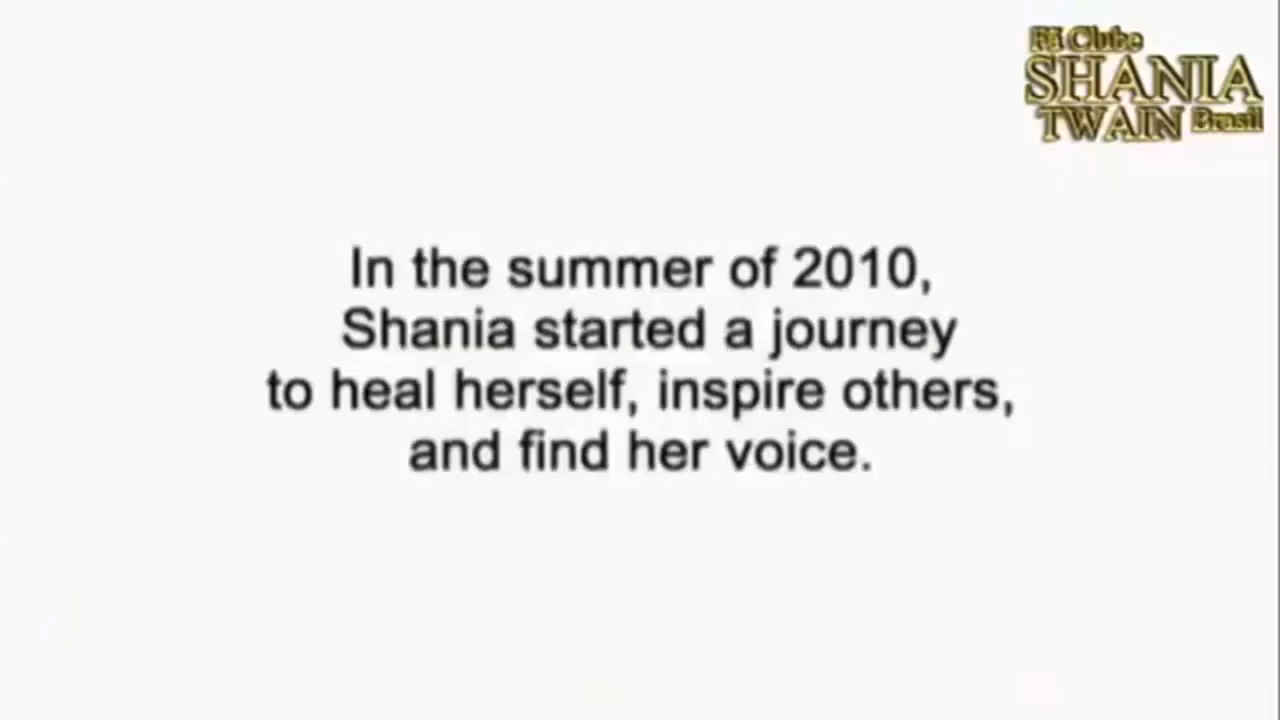 Fã Clube
SHANIA
TWAIN Brasil
In the summer of 2010,
Shania started a journey
to heal herself, inspire others,
and find her voice.